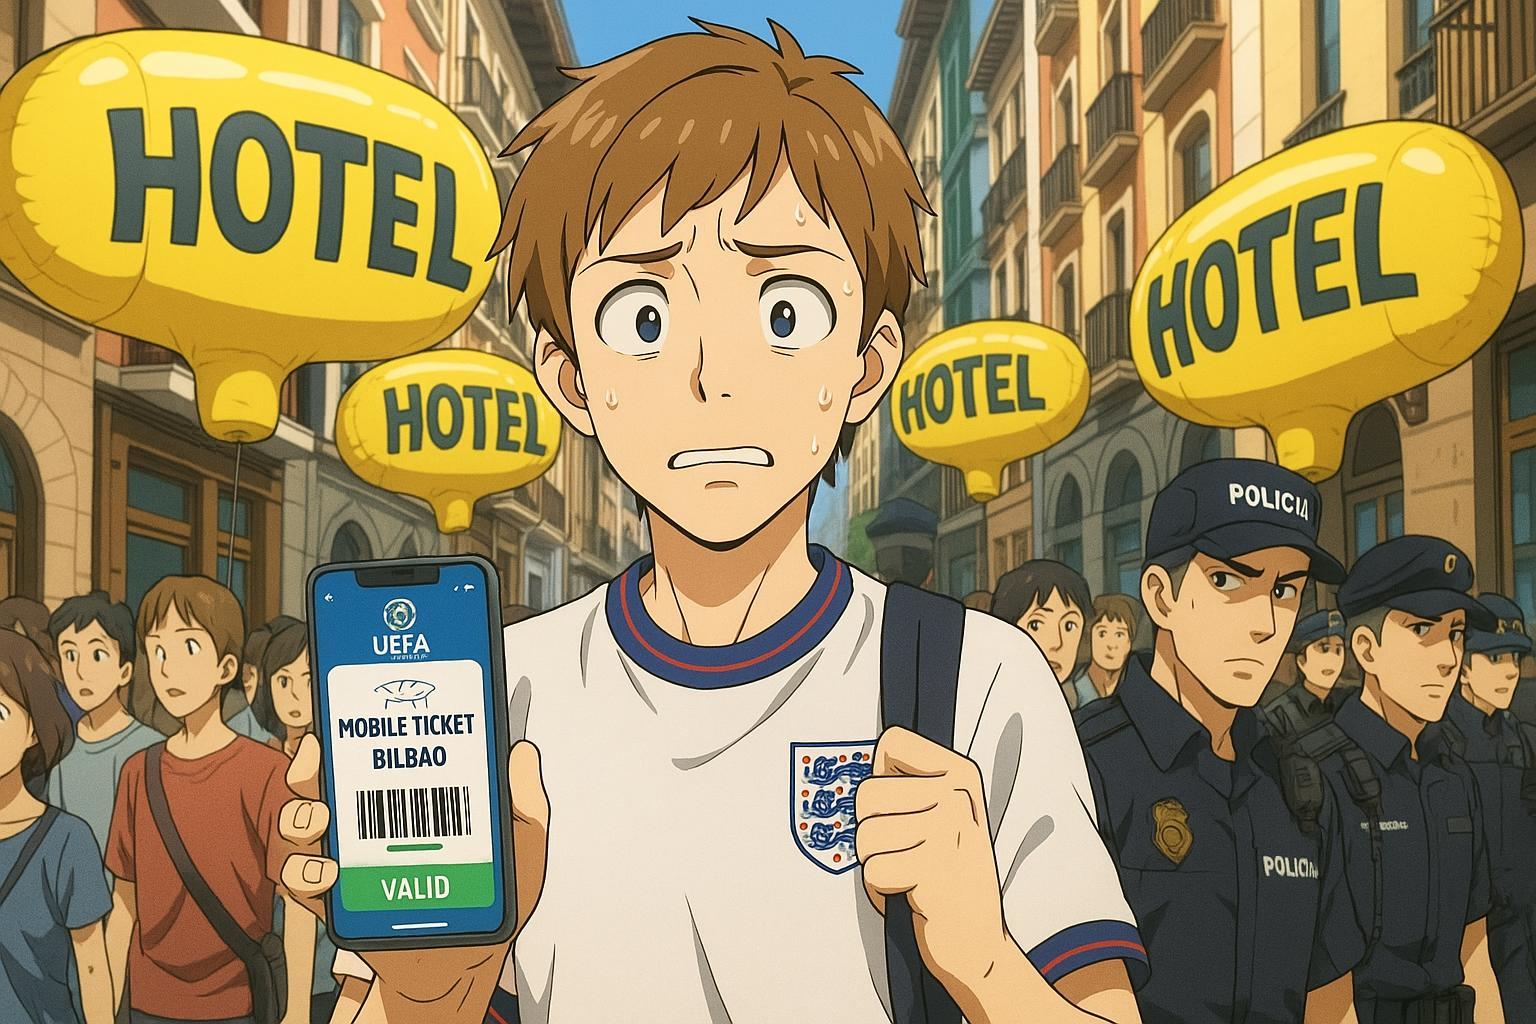 HOTEL
HOTEL
HOTEL
HOTEL
POLICIA
UEFA
MOBILE TICKET
BILBAO
VALID
POLICIA